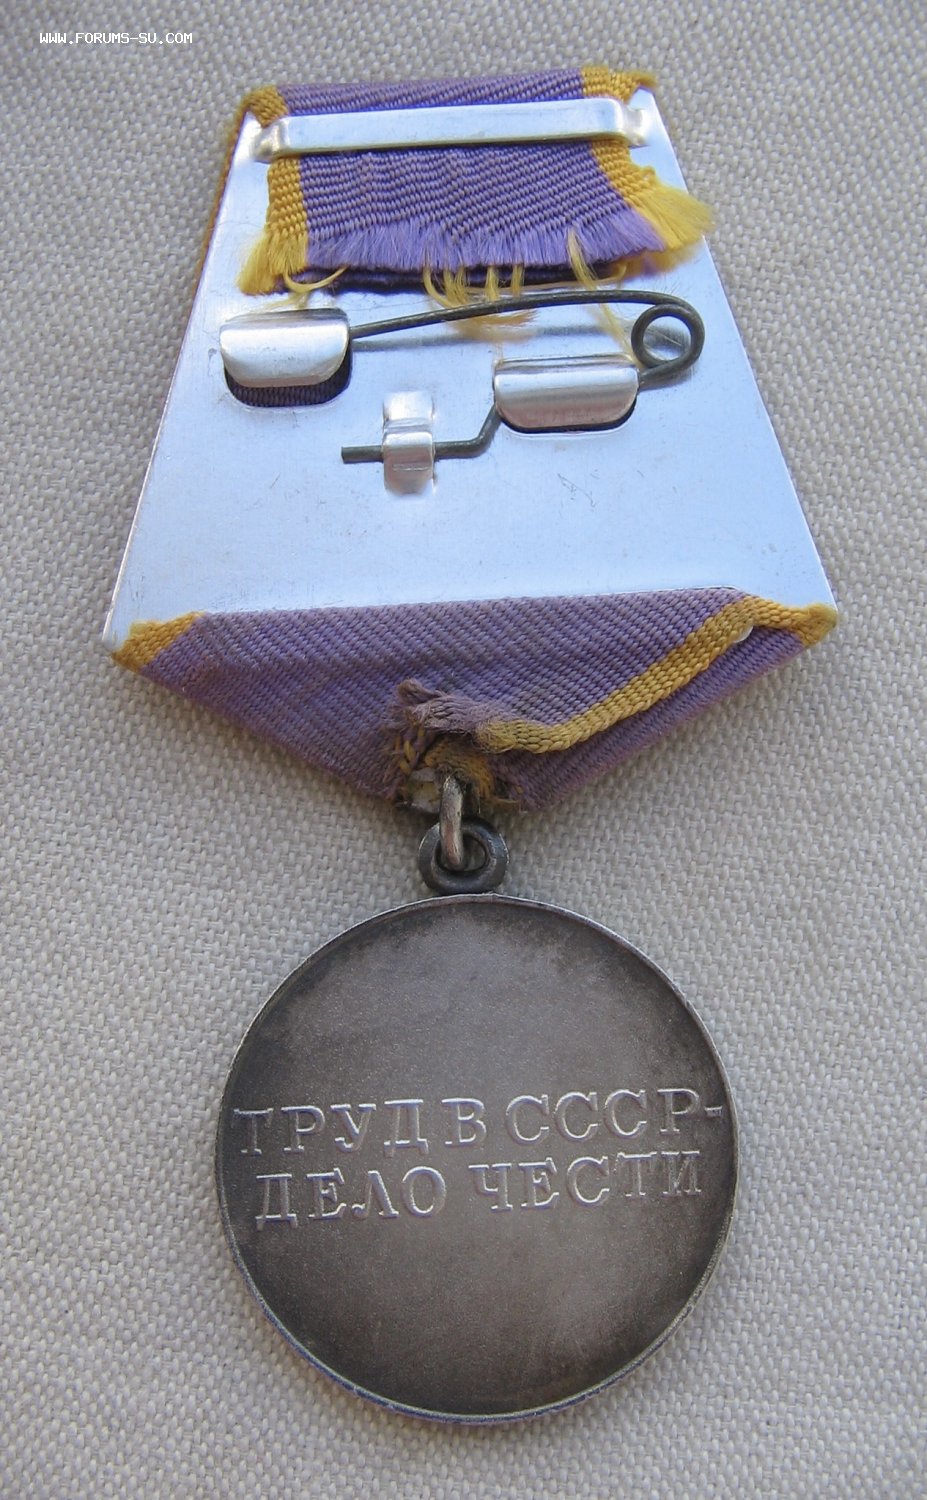 WWW.FORUMS-SU.COM
ТРУД В СССР-
ДЕЛО ЧЕСТИ